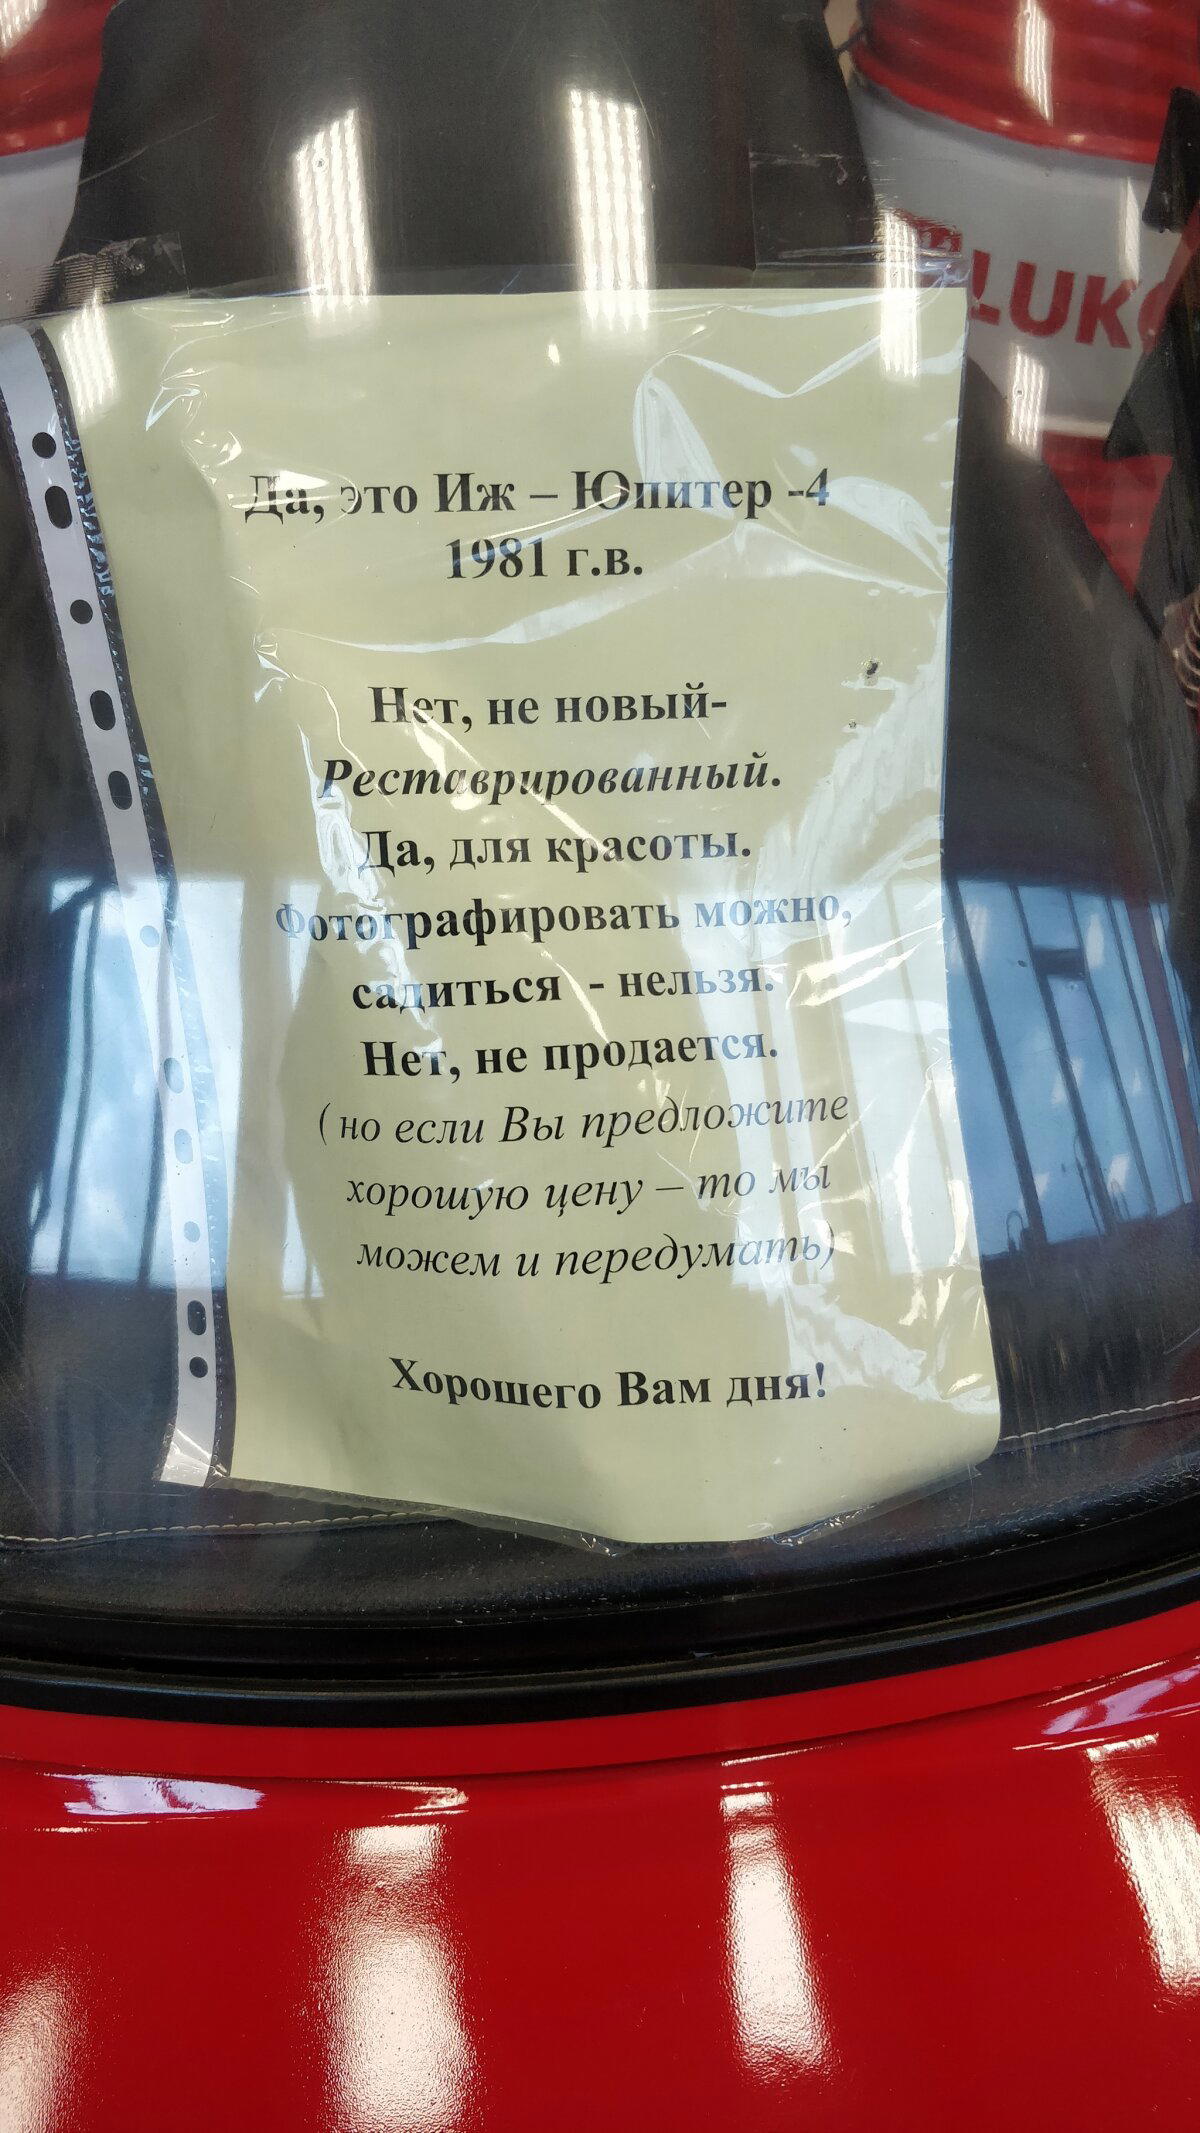 LUK
Да, это Иж – Юпитер -4
1981 г.в.
Нет, не новый-
Реставрированный.
Да, для красоты.
Фотографировать можно,
садиться - нельзя.
Нет, не продается.
( но если Вы предложите
хорошую цену – то мы
можем и передумать)
Хорошего Вам дня!